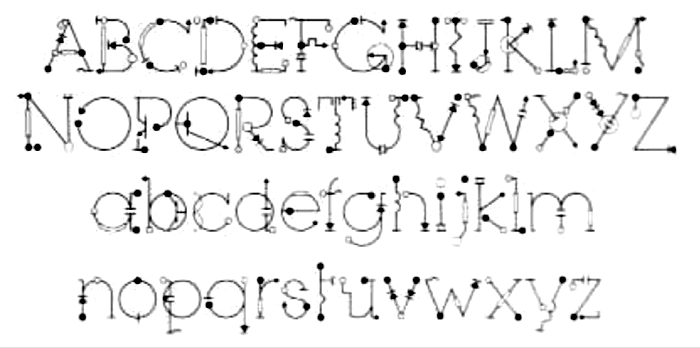 ABCDEFGHIJKLM
NOPQRSTUVWXYZ
abcdefghijklm
nopqrstuvwxyz